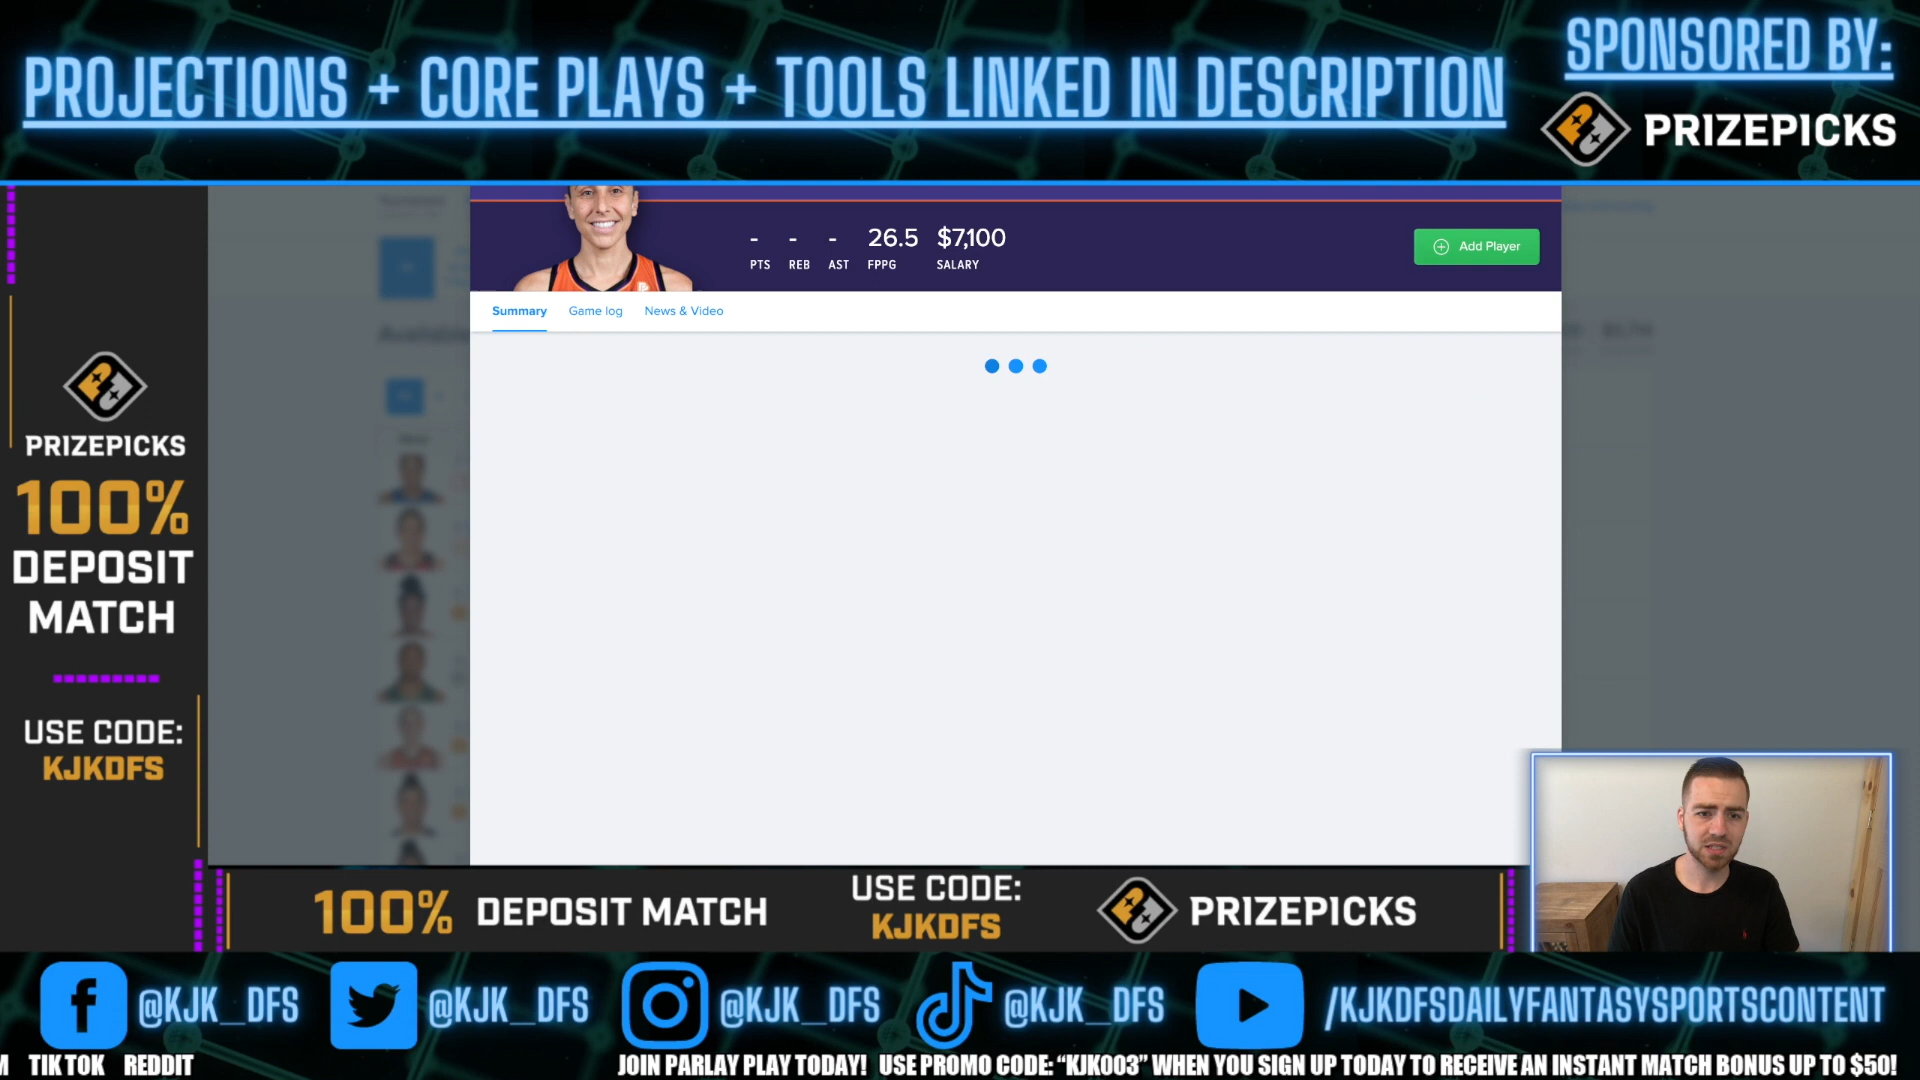 PROJECTIONS + CORE PLAYS + TOOLS LINKED IN DESCRIPTION
SPONSORED BY:
PRIZEPICKS
- - - 26.5 $7,100
PTS REB AST FPPG SALARY
Add Player
Summary Game log News & Video
PRIZEPICKS
100%
DEPOSIT
MATCH
USE CODE:
KJKDFS
100% DEPOSIT MATCH
USE CODE:
KJKDFS
PRIZEPICKS
@KJK_DFS @KJK_DFS @KJK_DFS @KJK_DFS /KJKDFSDAILYFANTASYSPORTSCONTENT
TIKTOK REDDIT JOIN PARLAY PLAY TODAY! USE PROMO CODE: "KJK003" WHEN YOU SIGN UP TODAY TO RECEIVE AN INSTANT MATCH BONUS UP TO $50!